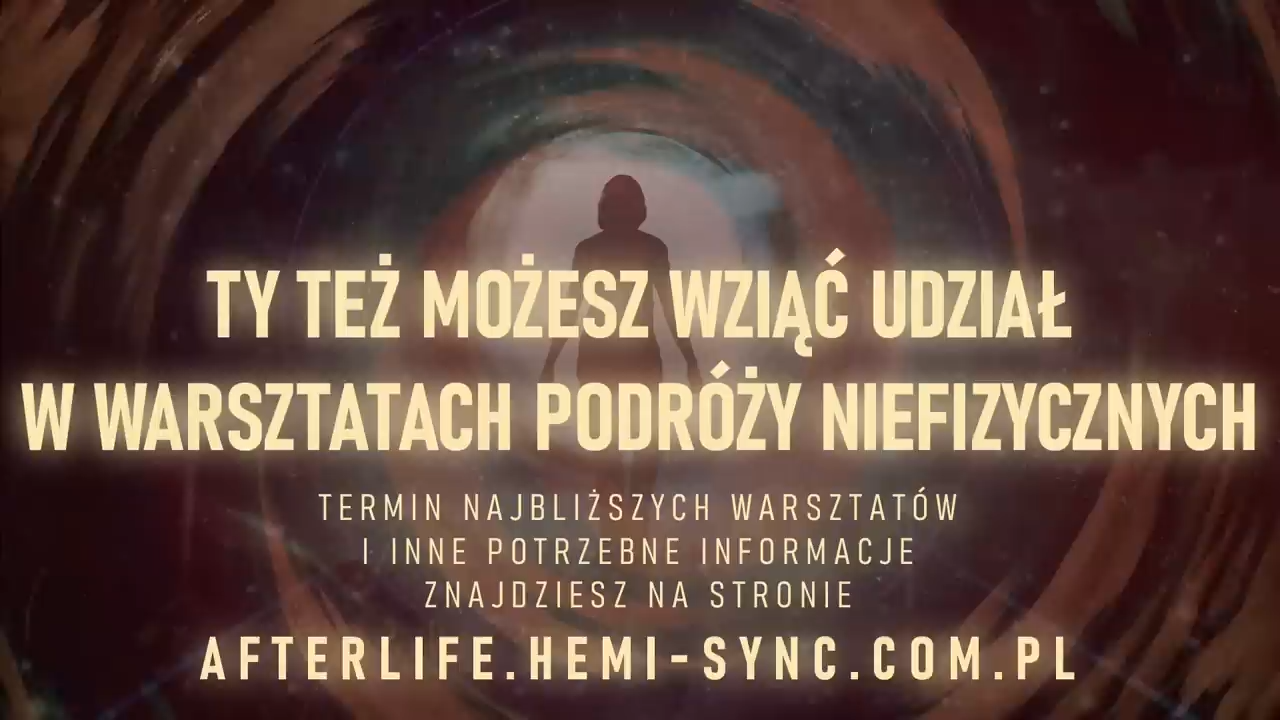 TY TEŻ MOŻESZ WZIĄĆ UDZIAŁ
W WARSZTATACH PODRÓŻY NIEFIZYCZNYCH
TERMIN NAJBLIŻSZYCH WARSZTATÓW
I INNE POTRZEBNE INFORMACJE
ZNAJDZIESZ NA STRONIE
AFTERLIFE.HEMI-SYNC.COM.PL